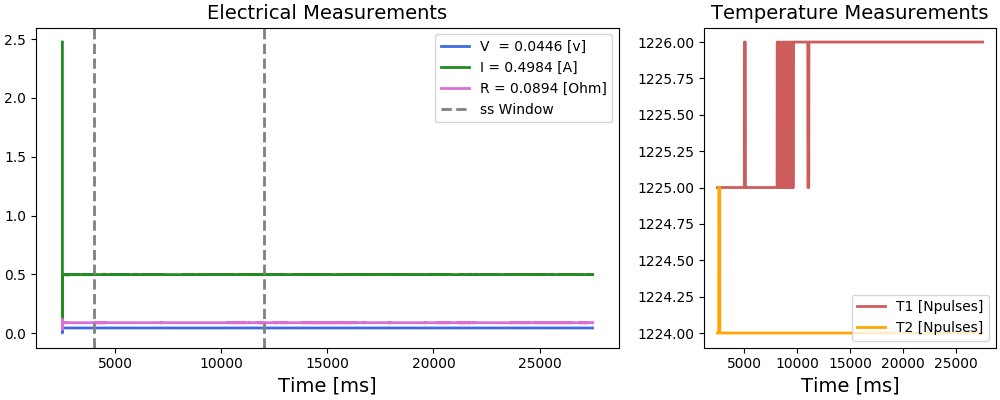 Electrical Measurements
2.5
2.0
1.5
1.0
0.5
0.0
V  = 0.0446 [v]
I = 0.4984 [A]
R = 0.0894 [Ohm]
ss Window
5000 10000 15000 20000 25000
Time [ms]
Temperature Measurements
1226.00
1225.75
1225.50
1225.25
1225.00
1224.75
1224.50
1224.25
1224.00
T1 [Npulses]
T2 [Npulses]
5000 10000 15000 20000 25000
Time [ms]